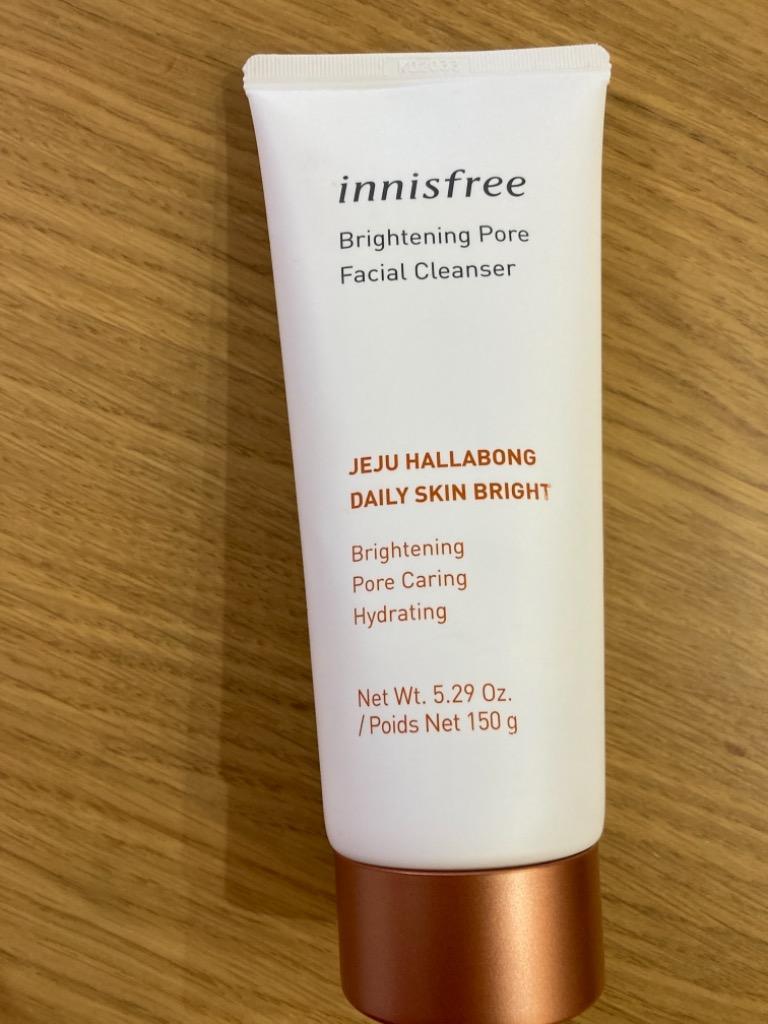 innisfree
Brightening Pore
Facial Cleanser
JEJU HALLABONG
DAILY SKIN BRIGHT
Brightening
Pore Caring
Hydrating
Net Wt. 5.29 Oz.
/ Poids Net 150 g